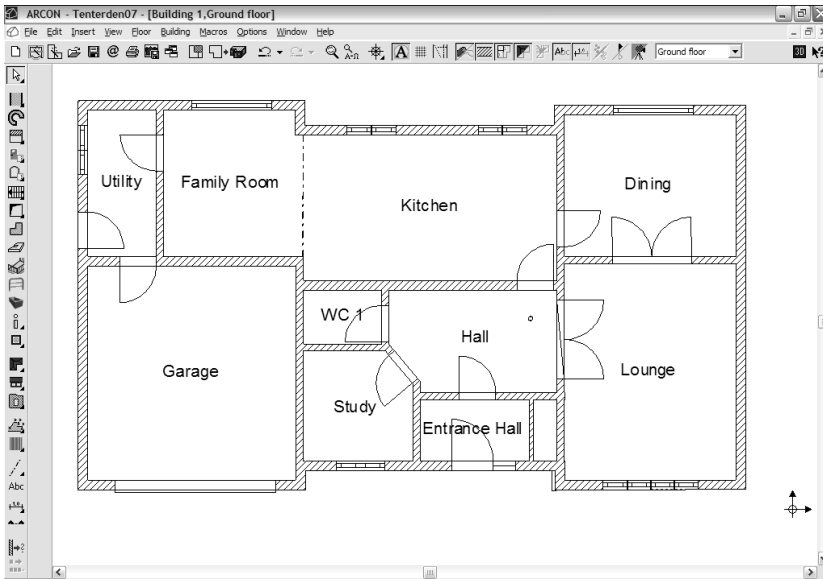 ARCON - Tenterden07 - [Building 1,Ground floor]
File Edit Insert View Floor Building Macros Options Window Help
Ground floor
3D
Utility
Family Room
Kitchen
Dining
WC 1
Hall
Garage
Lounge
Study
Entrance Hall
Abc